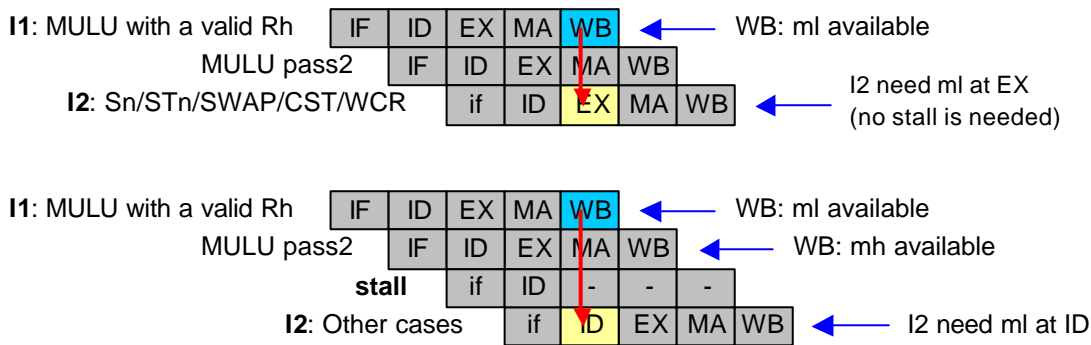 I1: MULU with a valid Rh IF ID EX MA WB WB: ml available
MULU pass2 IF ID EX MA WB
I2: Sn/STn/SWAP/CST/WCR if ID EX MA WB I2 need ml at EX
(no stall is needed)
I1: MULU with a valid Rh IF ID EX MA WB WB: ml available
MULU pass2 IF ID EX MA WB WB: mh available
stall if ID - - -
I2: Other cases if ID EX MA WB I2 need ml at ID